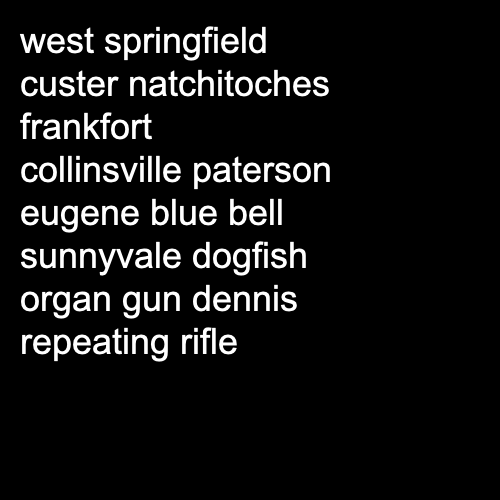 west springfield
custer natchitoches
frankfort
collinsville paterson
eugene blue bell
sunnyvale dogfish
organ gun dennis
repeating rifle